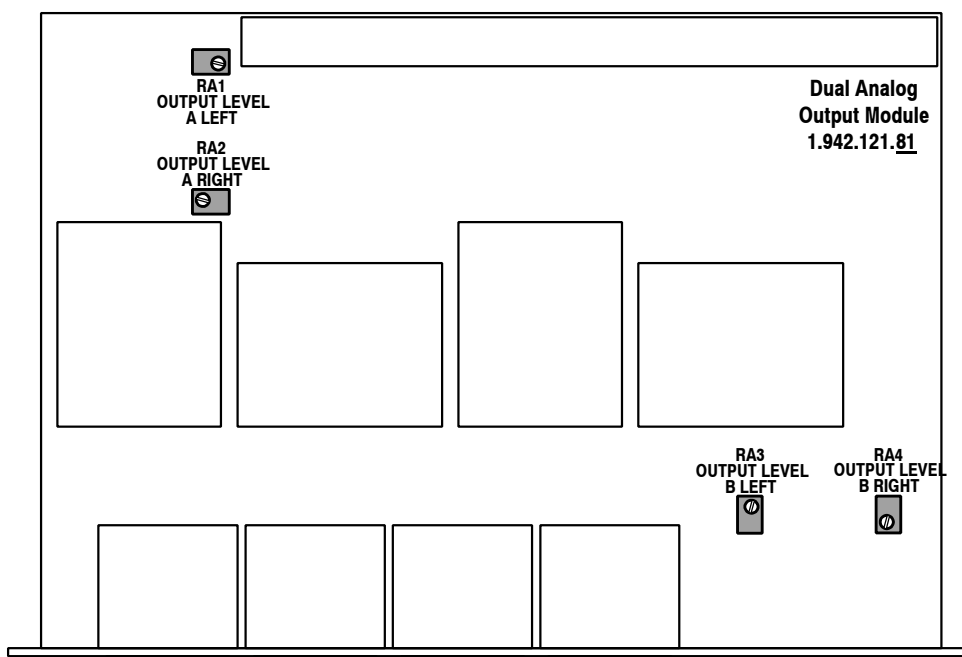 RA1
OUTPUT LEVEL
A LEFT
RA2
OUTPUT LEVEL
A RIGHT
Dual Analog
Output Module
1.942.121.81
RA3
OUTPUT LEVEL
B LEFT
RA4
OUTPUT LEVEL
B RIGHT